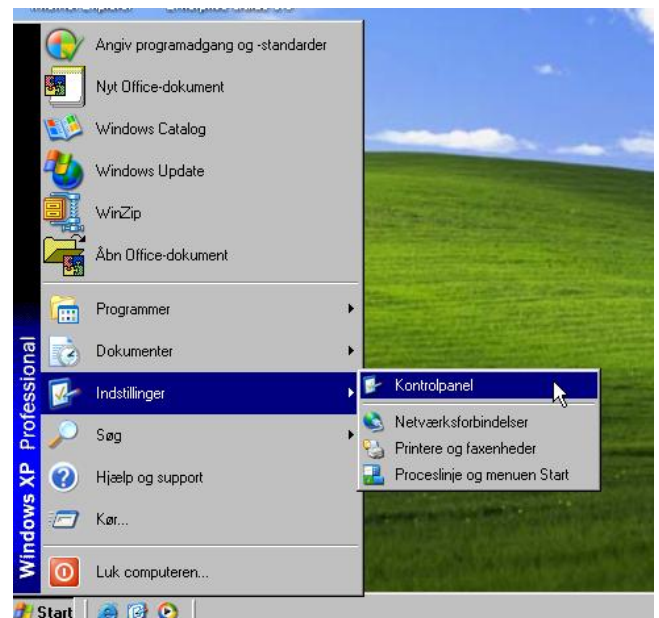 Angiv programadgang og -standarder
Nyt Office-dokument
Windows Catalog
Windows Update
WinZip
Åbn Office-dokument
Programmer
Dokumenter
Indstillinger
Kontrolpanel
Netværksforbindelser
Printere og faxenheder
Proceslinje og menuen Start
Søg
Hjælp og support
Kør...
Luk computeren...
Windows XP Professional
Start